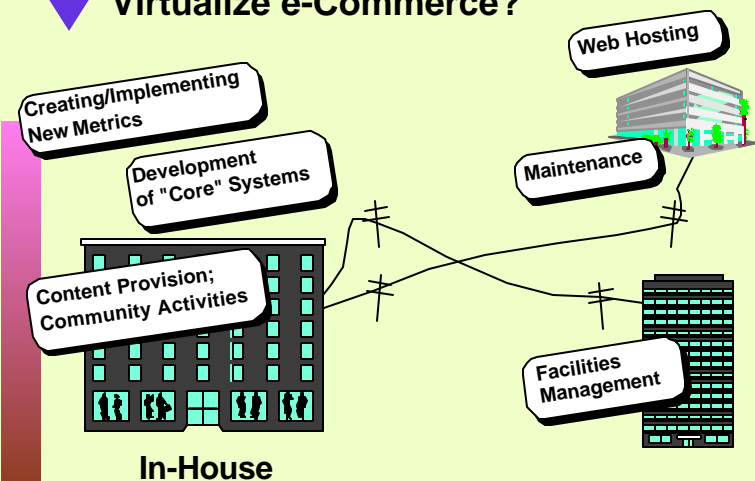 Virtualize e-Commerce?
Web Hosting
Creating/Implementing
New Metrics
Development
of "Core" Systems
Maintenance
Content Provision;
Community Activities
Facilities
Management
In-House